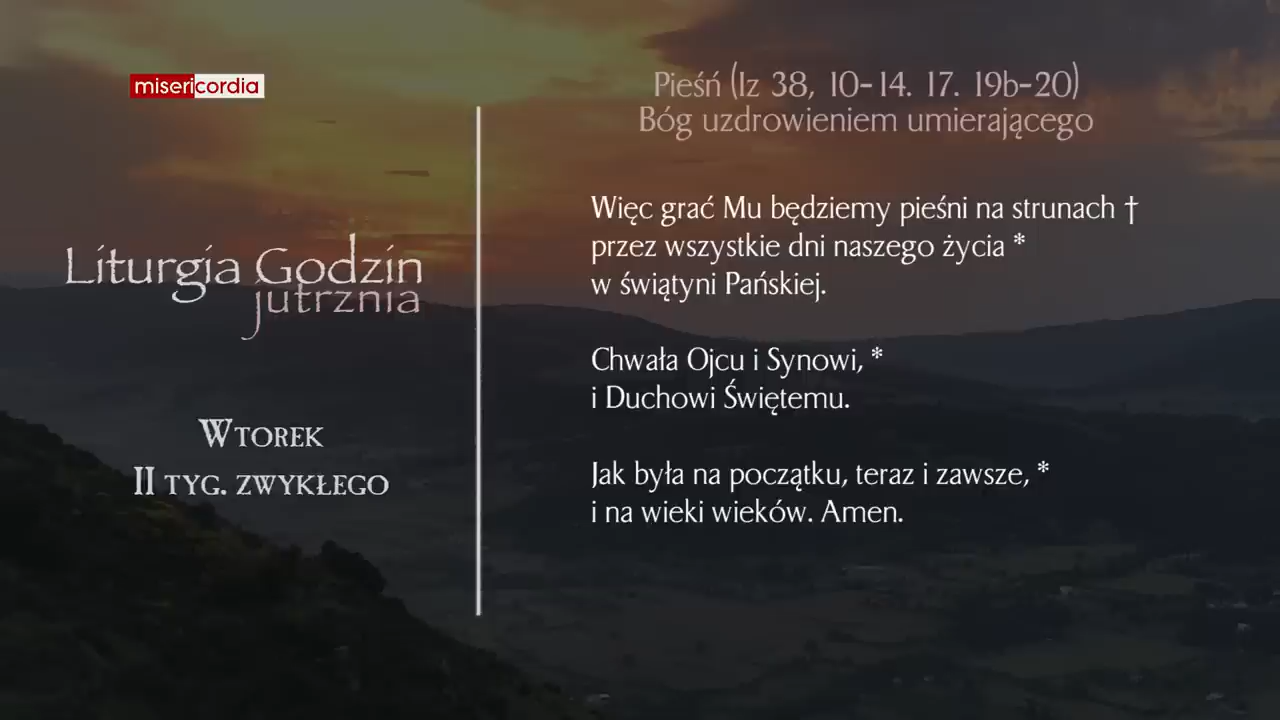 misericordia
Liturgia Godzin
jutrznia
Wtorek
II tyg. zwykłego
Pieśń (Iz 38, 10-14. 17. 19b-20)
Bóg uzdrowieniem umierającego
Więc grać Mu będziemy pieśni na strunach †
przez wszystkie dni naszego życia *
w świątyni Pańskiej.
Chwała Ojcu i Synowi, *
i Duchowi Świętemu.
Jak była na początku, teraz i zawsze, *
i na wieki wieków. Amen.